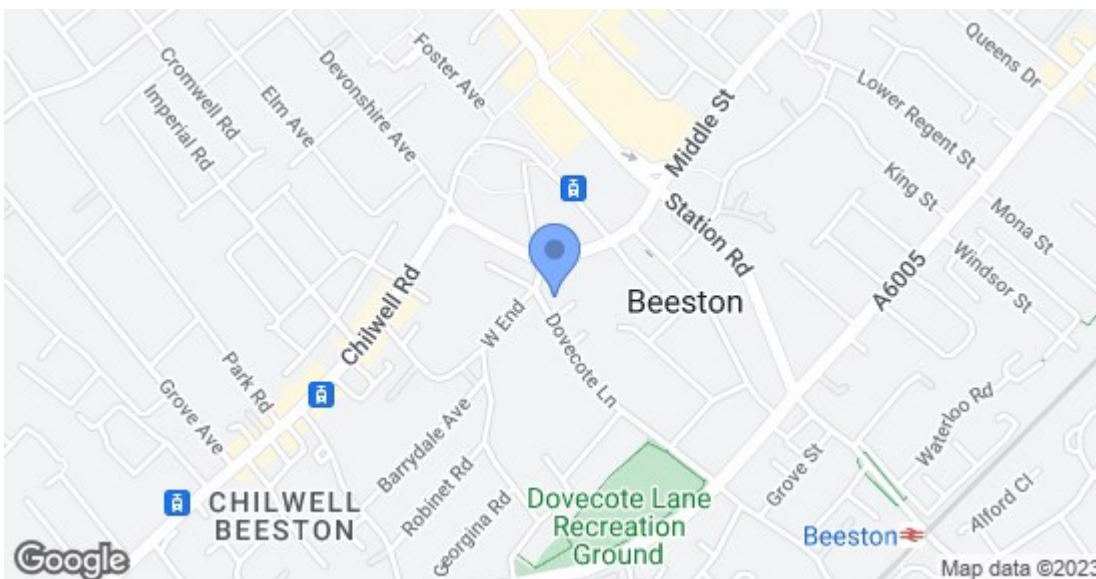 Foster Ave
Queens Dr
Cromwell Rd
Devonshire Ave
Elm Ave
Imperial Rd
Middle St
Lower Regent St
King St
Mona St
Station Rd
Windsor St
A6005
Beeston
Chilwell Rd
W End
Dovecote Ln
Park Rd
Grove Ave
Barrydale Ave
Waterloo Rd
Robinet Rd
Georgina Rd
Grove St
CHILWELL
BEESTON
Dovecote Lane
Recreation
Ground
Alford Cl
Beeston
Google
Map data ©2023